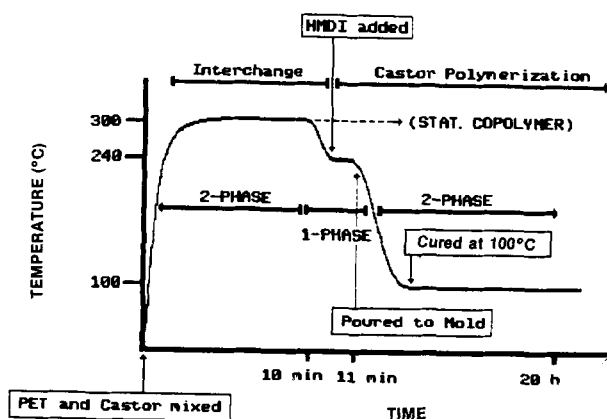 HMDI added
Interchange
Castor Polymerization
300
(STAT. COPOLYMER)
240
2-PHASE
2-PHASE
1-PHASE
Cured at 100°C
100
TEMPERATURE (°C)
Poured to Mold
10 min
11 min
20 h
PET and Castor mixed
TIME